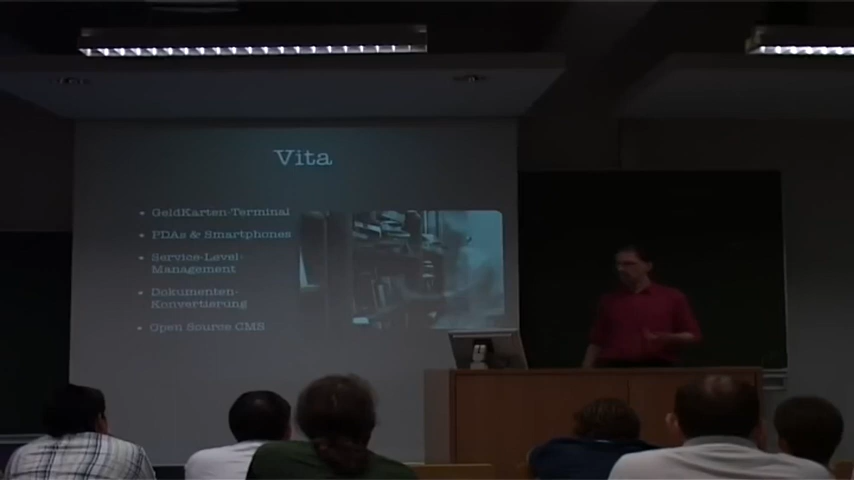 Vita
• GeldKarten-Terminal
• PDAs & Smartphones
• Service-Level-
Management
• Dokumenten-
Konvertierung
• Open Source CMS